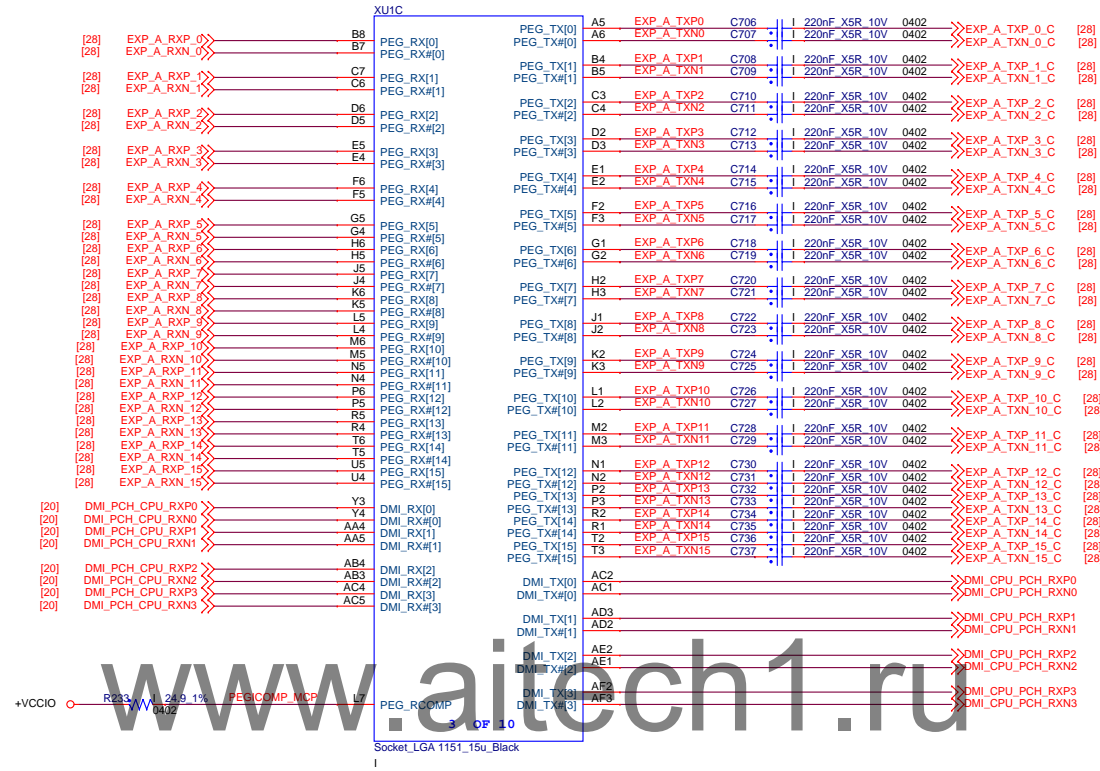 XU1C
[28] EXP_A_RXP_0 B8 PEG_RX[0]
[28] EXP_A_RXN_0 B7 PEG_RX#[0]
[28] EXP_A_RXP_1 C7 PEG_RX[1]
[28] EXP_A_RXN_1 C6 PEG_RX#[1]
[28] EXP_A_RXP_2 D6 PEG_RX[2]
[28] EXP_A_RXN_2 D5 PEG_RX#[2]
[28] EXP_A_RXP_3 E5 PEG_RX[3]
[28] EXP_A_RXN_3 E4 PEG_RX#[3]
[28] EXP_A_RXP_4 F6 PEG_RX[4]
[28] EXP_A_RXN_4 F5 PEG_RX#[4]
[28] EXP_A_RXP_5 G5 PEG_RX[5]
[28] EXP_A_RXN_5 G4 PEG_RX#[5]
[28] EXP_A_RXP_6 H6 PEG_RX[6]
[28] EXP_A_RXN_6 H5 PEG_RX#[6]
[28] EXP_A_RXP_7 J5 PEG_RX[7]
[28] EXP_A_RXN_7 J4 PEG_RX#[7]
[28] EXP_A_RXP_8 K6 PEG_RX[8]
[28] EXP_A_RXN_8 K5 PEG_RX#[8]
[28] EXP_A_RXP_9 L5 PEG_RX[9]
[28] EXP_A_RXN_9 L4 PEG_RX#[9]
[28] EXP_A_RXP_10 M6 PEG_RX[10]
[28] EXP_A_RXN_10 M5 PEG_RX#[10]
[28] EXP_A_RXP_11 N5 PEG_RX[11]
[28] EXP_A_RXN_11 N4 PEG_RX#[11]
[28] EXP_A_RXP_12 P6 PEG_RX[12]
[28] EXP_A_RXN_12 P5 PEG_RX#[12]
[28] EXP_A_RXP_13 R5 PEG_RX[13]
[28] EXP_A_RXN_13 R4 PEG_RX#[13]
[28] EXP_A_RXP_14 T6 PEG_RX[14]
[28] EXP_A_RXN_14 T5 PEG_RX#[14]
[28] EXP_A_RXP_15 U5 PEG_RX[15]
[28] EXP_A_RXN_15 U4 PEG_RX#[15]
[20] DMI_PCH_CPU_RXP0 Y3 DMI_RX[0]
[20] DMI_PCH_CPU_RXN0 Y4 DMI_RX#[0]
[20] DMI_PCH_CPU_RXP1 AA4 DMI_RX[1]
[20] DMI_PCH_CPU_RXN1 AA5 DMI_RX#[1]
[20] DMI_PCH_CPU_RXP2 AB4 DMI_RX[2]
[20] DMI_PCH_CPU_RXN2 AB3 DMI_RX#[2]
[20] DMI_PCH_CPU_RXP3 AC4 DMI_RX[3]
[20] DMI_PCH_CPU_RXN3 AC5 DMI_RX#[3]
+VCCIO R233 I 24.9_1% 0402 PEGICOMP_MCP L7 PEG_RCOMP
PEG_TX[0] A5 EXP_A_TXP0 C706 I 220nF_X5R_10V 0402 EXP_A_TXP_0_C [28]
PEG_TX#[0] A6 EXP_A_TXN0 C707 I 220nF_X5R_10V 0402 EXP_A_TXN_0_C [28]
PEG_TX[1] B4 EXP_A_TXP1 C708 I 220nF_X5R_10V 0402 EXP_A_TXP_1_C [28]
PEG_TX#[1] B5 EXP_A_TXN1 C709 I 220nF_X5R_10V 0402 EXP_A_TXN_1_C [28]
PEG_TX[2] C3 EXP_A_TXP2 C710 I 220nF_X5R_10V 0402 EXP_A_TXP_2_C [28]
PEG_TX#[2] C4 EXP_A_TXN2 C711 I 220nF_X5R_10V 0402 EXP_A_TXN_2_C [28]
PEG_TX[3] D2 EXP_A_TXP3 C712 I 220nF_X5R_10V 0402 EXP_A_TXP_3_C [28]
PEG_TX#[3] D3 EXP_A_TXN3 C713 I 220nF_X5R_10V 0402 EXP_A_TXN_3_C [28]
PEG_TX[4] E1 EXP_A_TXP4 C714 I 220nF_X5R_10V 0402 EXP_A_TXP_4_C [28]
PEG_TX#[4] E2 EXP_A_TXN4 C715 I 220nF_X5R_10V 0402 EXP_A_TXN_4_C [28]
PEG_TX[5] F2 EXP_A_TXP5 C716 I 220nF_X5R_10V 0402 EXP_A_TXP_5_C [28]
PEG_TX#[5] F3 EXP_A_TXN5 C717 I 220nF_X5R_10V 0402 EXP_A_TXN_5_C [28]
PEG_TX[6] G1 EXP_A_TXP6 C718 I 220nF_X5R_10V 0402 EXP_A_TXP_6_C [28]
PEG_TX#[6] G2 EXP_A_TXN6 C719 I 220nF_X5R_10V 0402 EXP_A_TXN_6_C [28]
PEG_TX[7] H2 EXP_A_TXP7 C720 I 220nF_X5R_10V 0402 EXP_A_TXP_7_C [28]
PEG_TX#[7] H3 EXP_A_TXN7 C721 I 220nF_X5R_10V 0402 EXP_A_TXN_7_C [28]
PEG_TX[8] J1 EXP_A_TXP8 C722 I 220nF_X5R_10V 0402 EXP_A_TXP_8_C [28]
PEG_TX#[8] J2 EXP_A_TXN8 C723 I 220nF_X5R_10V 0402 EXP_A_TXN_8_C [28]
PEG_TX[9] K2 EXP_A_TXP9 C724 I 220nF_X5R_10V 0402 EXP_A_TXP_9_C [28]
PEG_TX#[9] K3 EXP_A_TXN9 C725 I 220nF_X5R_10V 0402 EXP_A_TXN_9_C [28]
PEG_TX[10] L1 EXP_A_TXP10 C726 I 220nF_X5R_10V 0402 EXP_A_TXP_10_C [28]
PEG_TX#[10] L2 EXP_A_TXN10 C727 I 220nF_X5R_10V 0402 EXP_A_TXN_10_C [28
PEG_TX[11] M2 EXP_A_TXP11 C728 I 220nF_X5R_10V 0402 EXP_A_TXP_11_C [28]
PEG_TX#[11] M3 EXP_A_TXN11 C729 I 220nF_X5R_10V 0402 EXP_A_TXN_11_C [28
PEG_TX[12] N1 EXP_A_TXP12 C730 I 220nF_X5R_10V 0402 EXP_A_TXP_12_C [28]
PEG_TX#[12] N2 EXP_A_TXN12 C731 I 220nF_X5R_10V 0402 EXP_A_TXN_12_C [28
PEG_TX[13] P2 EXP_A_TXP13 C732 I 220nF_X5R_10V 0402 EXP_A_TXP_13_C [28]
PEG_TX#[13] P3 EXP_A_TXN13 C733 I 220nF_X5R_10V 0402 EXP_A_TXN_13_C [28
PEG_TX[14] R2 EXP_A_TXP14 C734 I 220nF_X5R_10V 0402 EXP_A_TXP_14_C [28]
PEG_TX#[14] R1 EXP_A_TXN14 C735 I 220nF_X5R_10V 0402 EXP_A_TXN_14_C [28
PEG_TX[15] T2 EXP_A_TXP15 C736 I 220nF_X5R_10V 0402 EXP_A_TXP_15_C [28]
PEG_TX#[15] T3 EXP_A_TXN15 C737 I 220nF_X5R_10V 0402 EXP_A_TXN_15_C [28
DMI_TX[0] AC2 DMI_CPU_PCH_RXP0
DMI_TX#[0] AC1 DMI_CPU_PCH_RXN0
DMI_TX[1] AD3 DMI_CPU_PCH_RXP1
DMI_TX#[1] AD2 DMI_CPU_PCH_RXN1
DMI_TX[2] AE2 DMI_CPU_PCH_RXP2
DMI_TX#[2] AE1 DMI_CPU_PCH_RXN2
DMI_TX[3] AF2 DMI_CPU_PCH_RXP3
DMI_TX#[3] AF3 DMI_CPU_PCH_RXN3
3 OF 10
Socket_LGA 1151_15u_Black
I
www.aitech1.ru